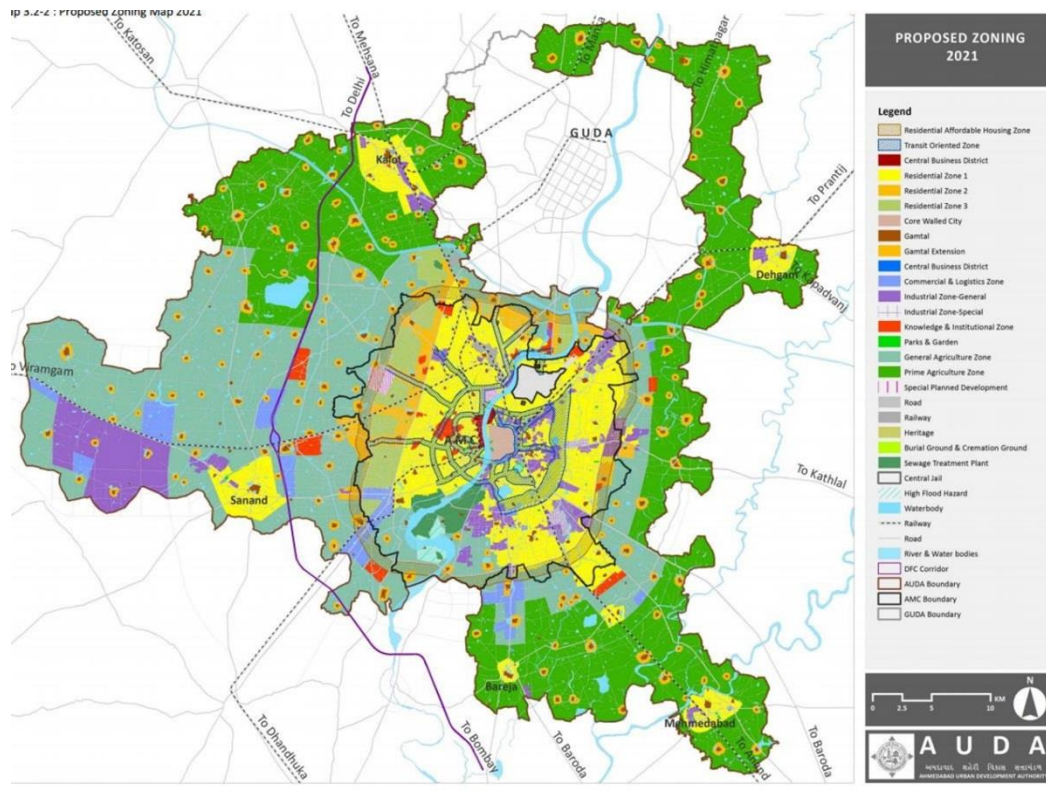 3.2-2 : Proposed Zoning Map 2021
To Katosan
To Mehsana
To Delhi
To Mansa
To Himatnagar
GUDA
Kalol
To Prantij
Dehgam
To Kapadvanj
To Viramgam
A.M.C
Sanand
To Kathlal
Bareja
Mehmedabad
To Dhandhuka
To Bombay
To Baroda
To Anand
To Baroda
PROPOSED ZONING
2021
Legend
Residential Affordable Housing Zone
Transit Oriented Zone
Central Business District
Residential Zone 1
Residential Zone 2
Residential Zone 3
Core Walled City
Gamtal
Gamtal Extension
Central Business District
Commercial & Logistics Zone
Industrial Zone-General
Industrial Zone-Special
Knowledge & Institutional Zone
Parks & Garden
General Agriculture Zone
Prime Agriculture Zone
Special Planned Development
Road
Railway
Heritage
Burial Ground & Cremation Ground
Sewage Treatment Plant
Central Jail
High Flood Hazard
Waterbody
Railway
Road
River & Water bodies
DFC Corridor
AUDA Boundary
AMC Boundary
GUDA Boundary
N
KM
0 2.5 5 10
A U D A
અમદાવાદ શહેરી વિકાસ સત્તામંડળ
AHMEDABAD URBAN DEVELOPMENT AUTHORITY